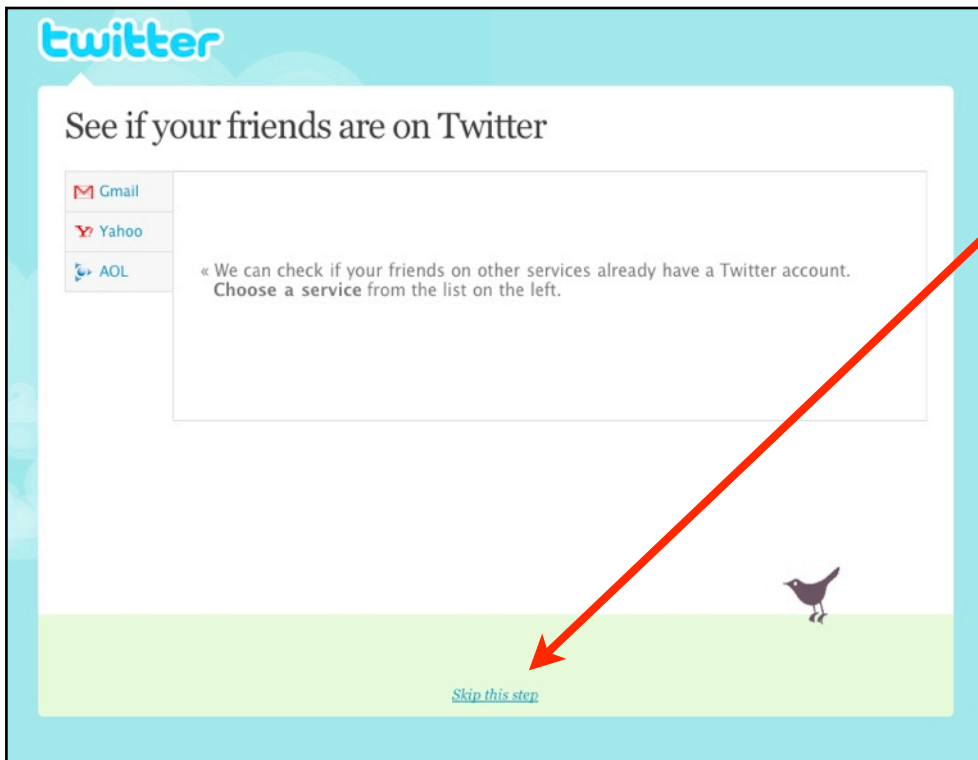 twitter
See if your friends are on Twitter
Gmail
Yahoo
AOL
« We can check if your friends on other services already have a Twitter account.
Choose a service from the list on the left.
Skip this step